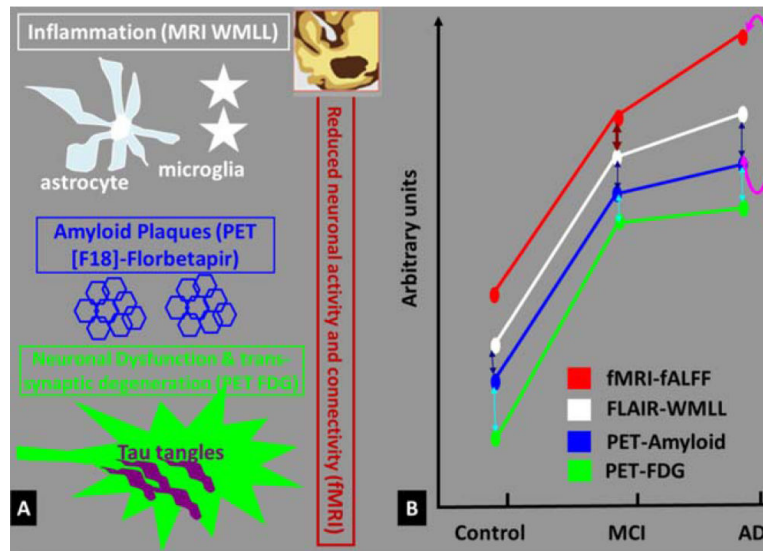 Inflammation (MRI WMLL)
astrocyte
microglia
Amyloid Plaques (PET
[F18]-Florbetapir)
Neuronal Dysfunction & trans-
synaptic degeneration (PET FDG)
Tau tangles
A
Reduced neuronal activity and connectivity (fMRI)
Arbitrary units
fMRI-fALFF
FLAIR-WMLL
PET-Amyloid
PET-FDG
B
Control
MCI
AD